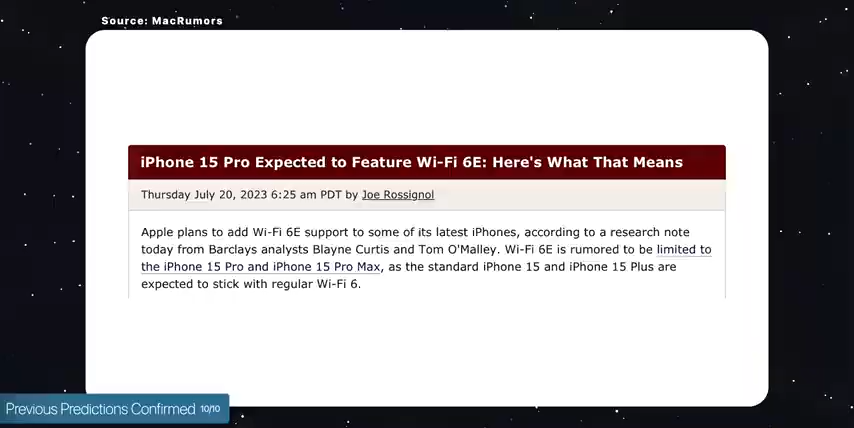 Source: MacRumors
iPhone 15 Pro Expected to Feature Wi-Fi 6E: Here's What That Means
Thursday July 20, 2023 6:25 am PDT by Joe Rossignol
Apple plans to add Wi-Fi 6E support to some of its latest iPhones, according to a research note
today from Barclays analysts Blayne Curtis and Tom O'Malley. Wi-Fi 6E is rumored to be limited to
the iPhone 15 Pro and iPhone 15 Pro Max, as the standard iPhone 15 and iPhone 15 Plus are
expected to stick with regular Wi-Fi 6.
Previous Predictions Confirmed 10/10